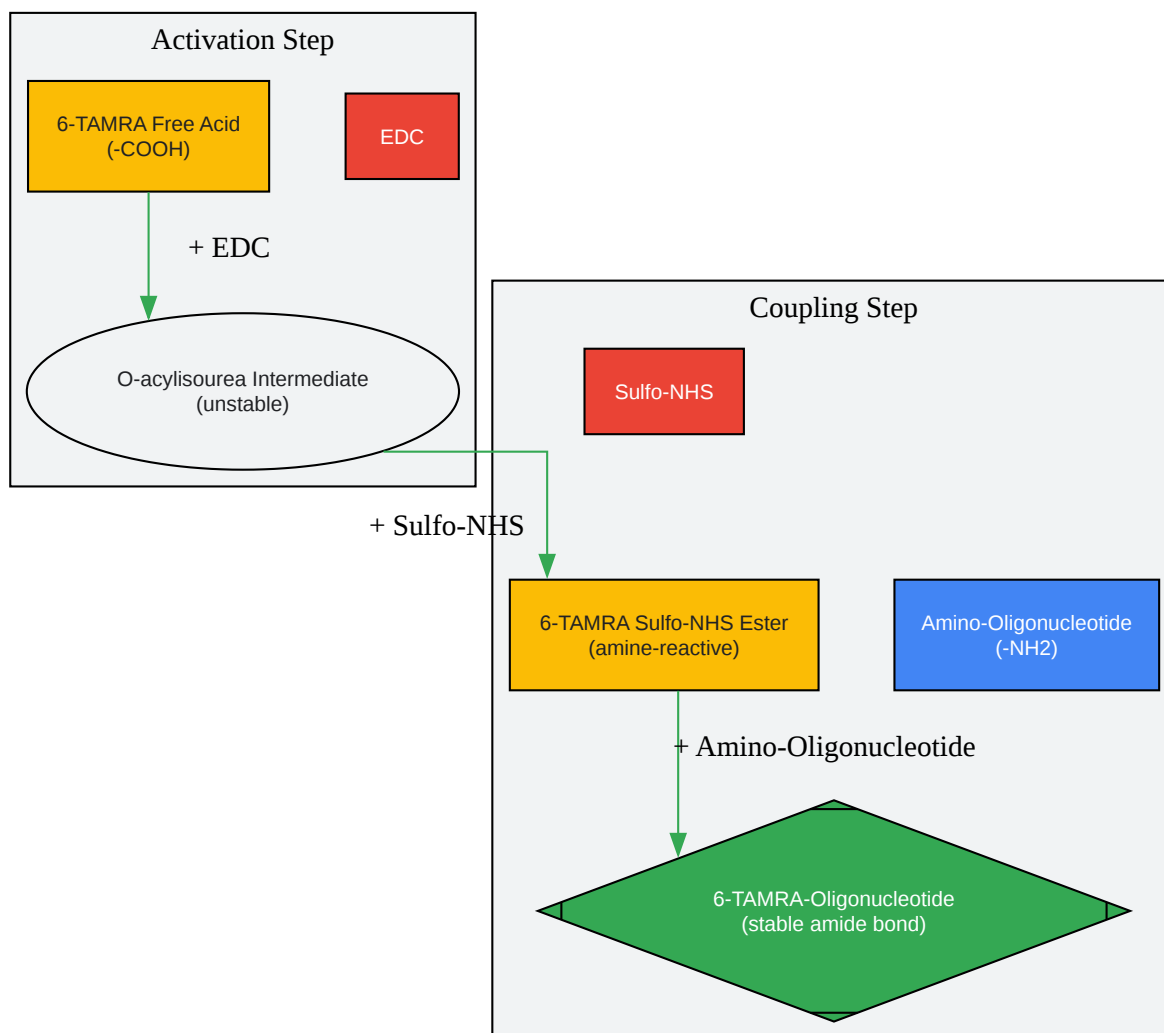 Activation Step
6-TAMRA Free Acid
(-COOH)
EDC
+ EDC
O-acylisourea Intermediate
(unstable)
Coupling Step
Sulfo-NHS
+ Sulfo-NHS
6-TAMRA Sulfo-NHS Ester
(amine-reactive)
Amino-Oligonucleotide
(-NH2)
+ Amino-Oligonucleotide
6-TAMRA-Oligonucleotide
(stable amide bond)